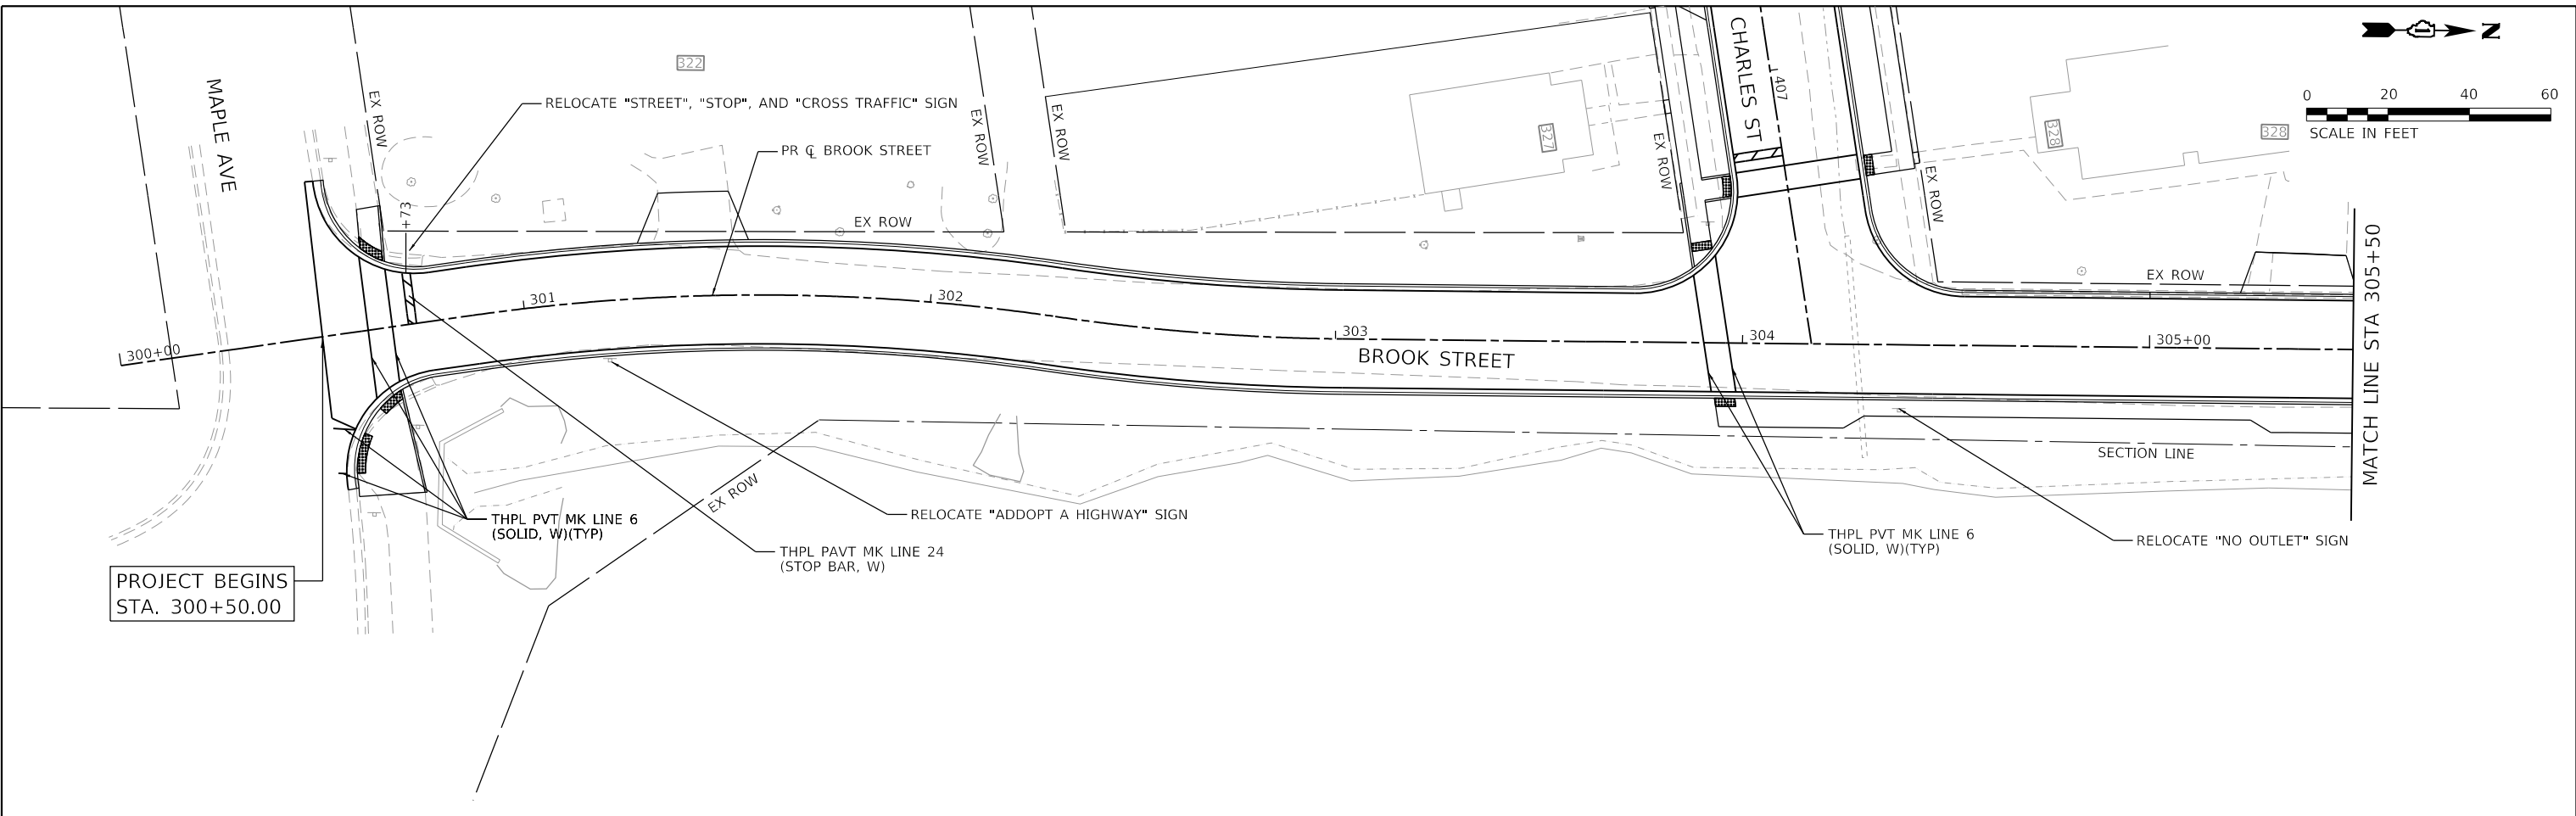 MAPLE AVE
EX ROW
322
RELOCATE "STREET", "STOP", AND "CROSS TRAFFIC" SIGN
PR ℄ BROOK STREET
+73
EX ROW
EX ROW
EX ROW
327
EX ROW
CHARLES ST
407
328
328
EX ROW
EX ROW
N
0 20 40 60
SCALE IN FEET
300+00
301
302
303
304
305+00
BROOK STREET
MATCH LINE STA 305+50
SECTION LINE
EX ROW
THPL PVT MK LINE 6
(SOLID, W)(TYP)
THPL PAVT MK LINE 24
(STOP BAR, W)
RELOCATE "ADDOPT A HIGHWAY" SIGN
THPL PVT MK LINE 6
(SOLID, W)(TYP)
RELOCATE "NO OUTLET" SIGN
PROJECT BEGINS
STA. 300+50.00